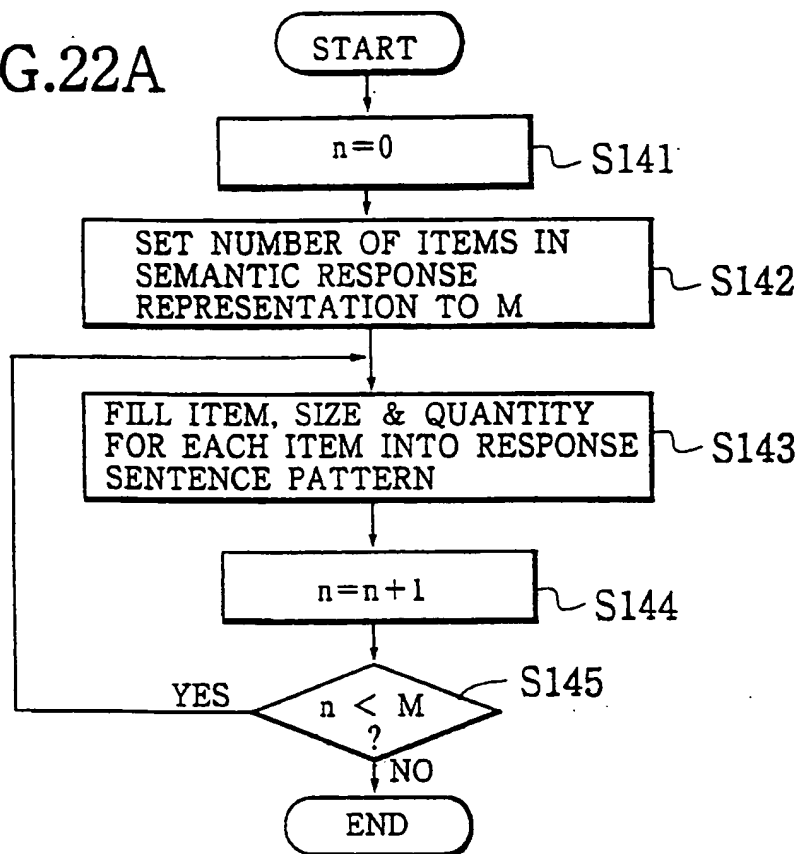 G.22A
START
n=0
S141
SET NUMBER OF ITEMS IN
SEMANTIC RESPONSE
REPRESENTATION TO M
S142
FILL ITEM, SIZE & QUANTITY
FOR EACH ITEM INTO RESPONSE
SENTENCE PATTERN
S143
n=n+1
S144
n < M
?
S145
YES
NO
END